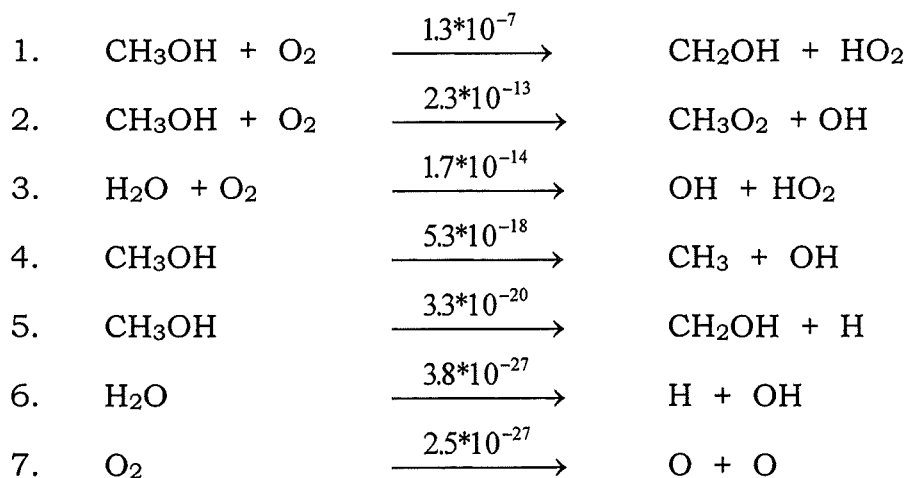 1. CH₃OH + O₂ 1.3*10⁻⁷ → CH₂OH + HO₂
2. CH₃OH + O₂ 2.3*10⁻¹³ → CH₃O₂ + OH
3. H₂O + O₂ 1.7*10⁻¹⁴ → OH + HO₂
4. CH₃OH 5.3*10⁻¹⁸ → CH₃ + OH
5. CH₃OH 3.3*10⁻²⁰ → CH₂OH + H
6. H₂O 3.8*10⁻²⁷ → H + OH
7. O₂ 2.5*10⁻²⁷ → O + O